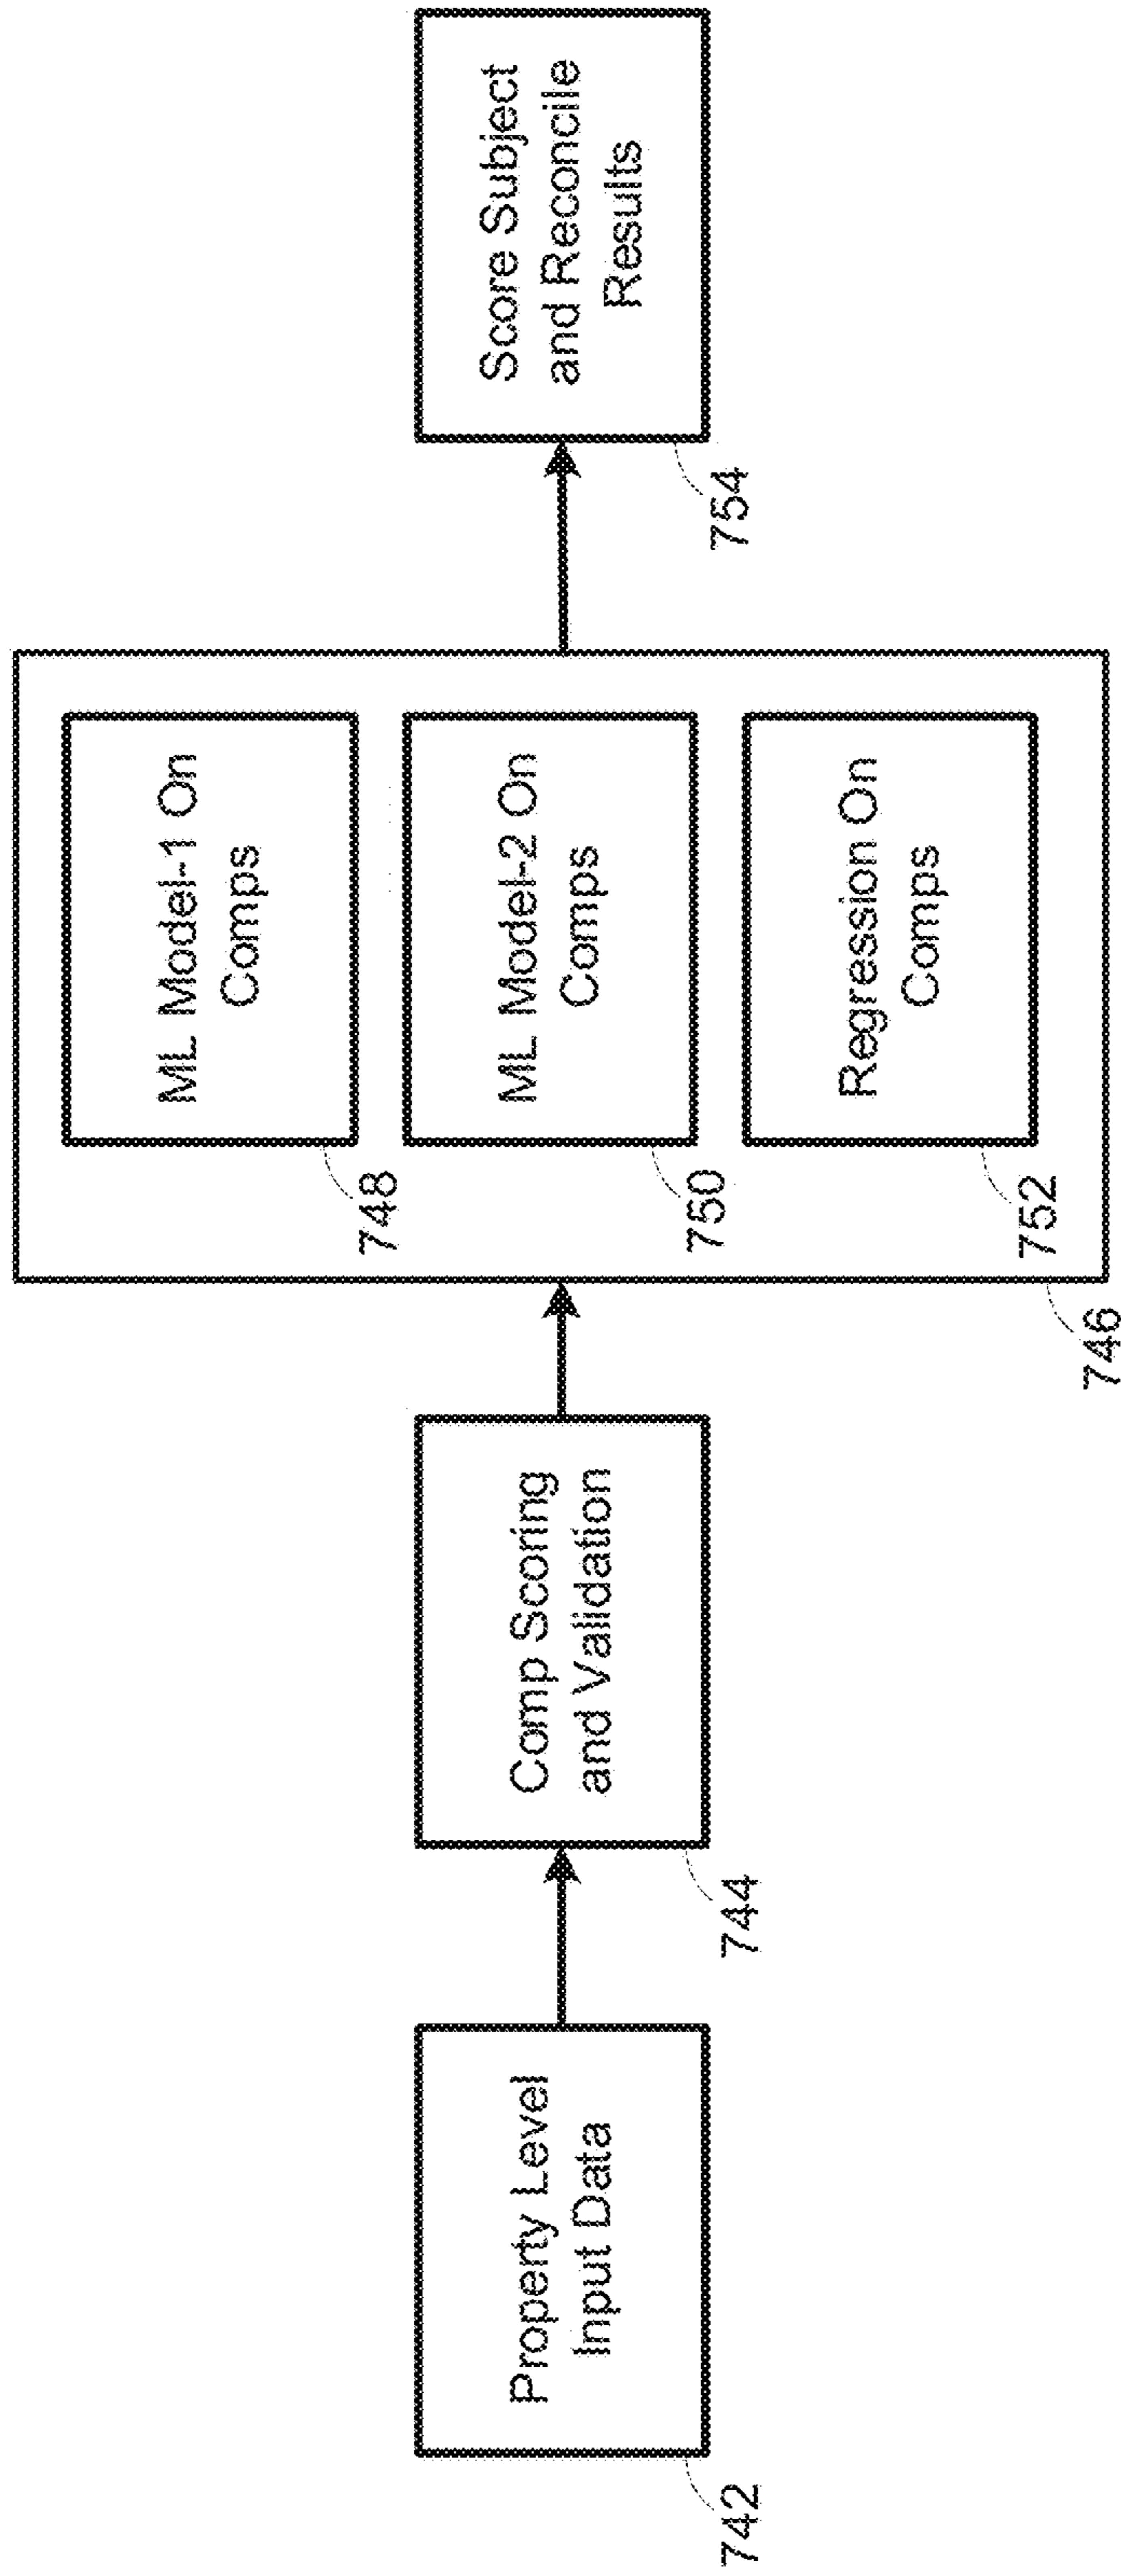 Property Level
Input Data
742
Comp Scoring
and Validation
744
ML Model-1 On
Comps
748
ML Model-2 On
Comps
750
Regression On
Comps
752
746
Score Subject
and Reconcile
Results
754